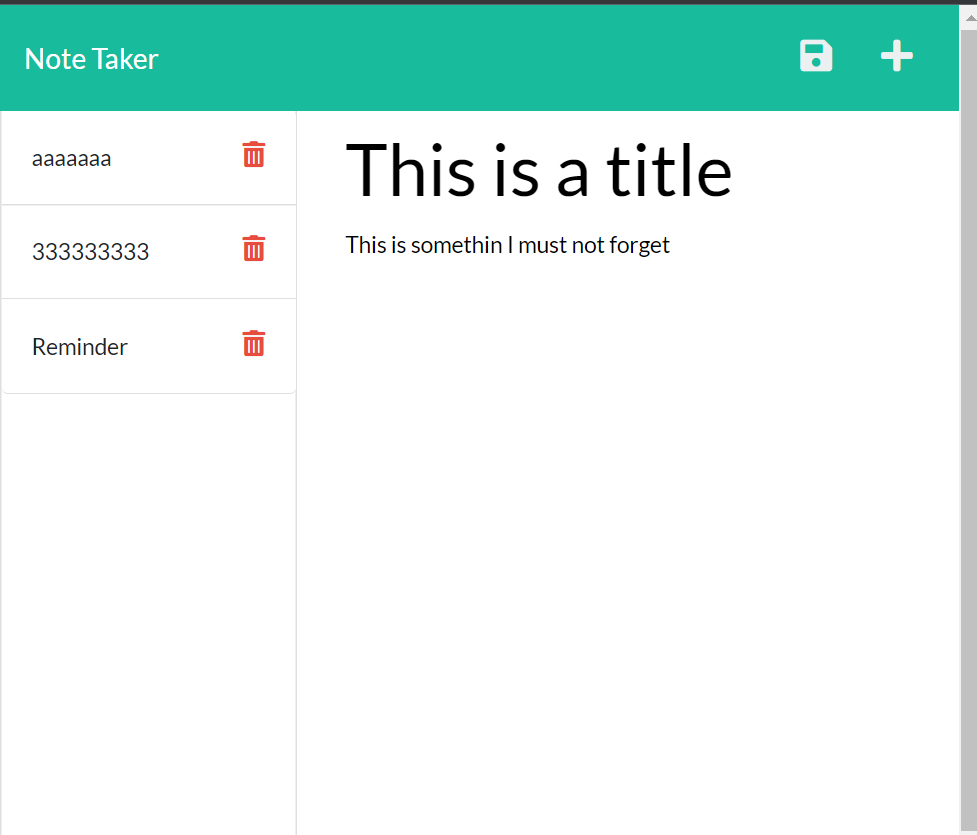 Note Taker
aaaaaaa
333333333
Reminder
This is a title
This is somethin I must not forget